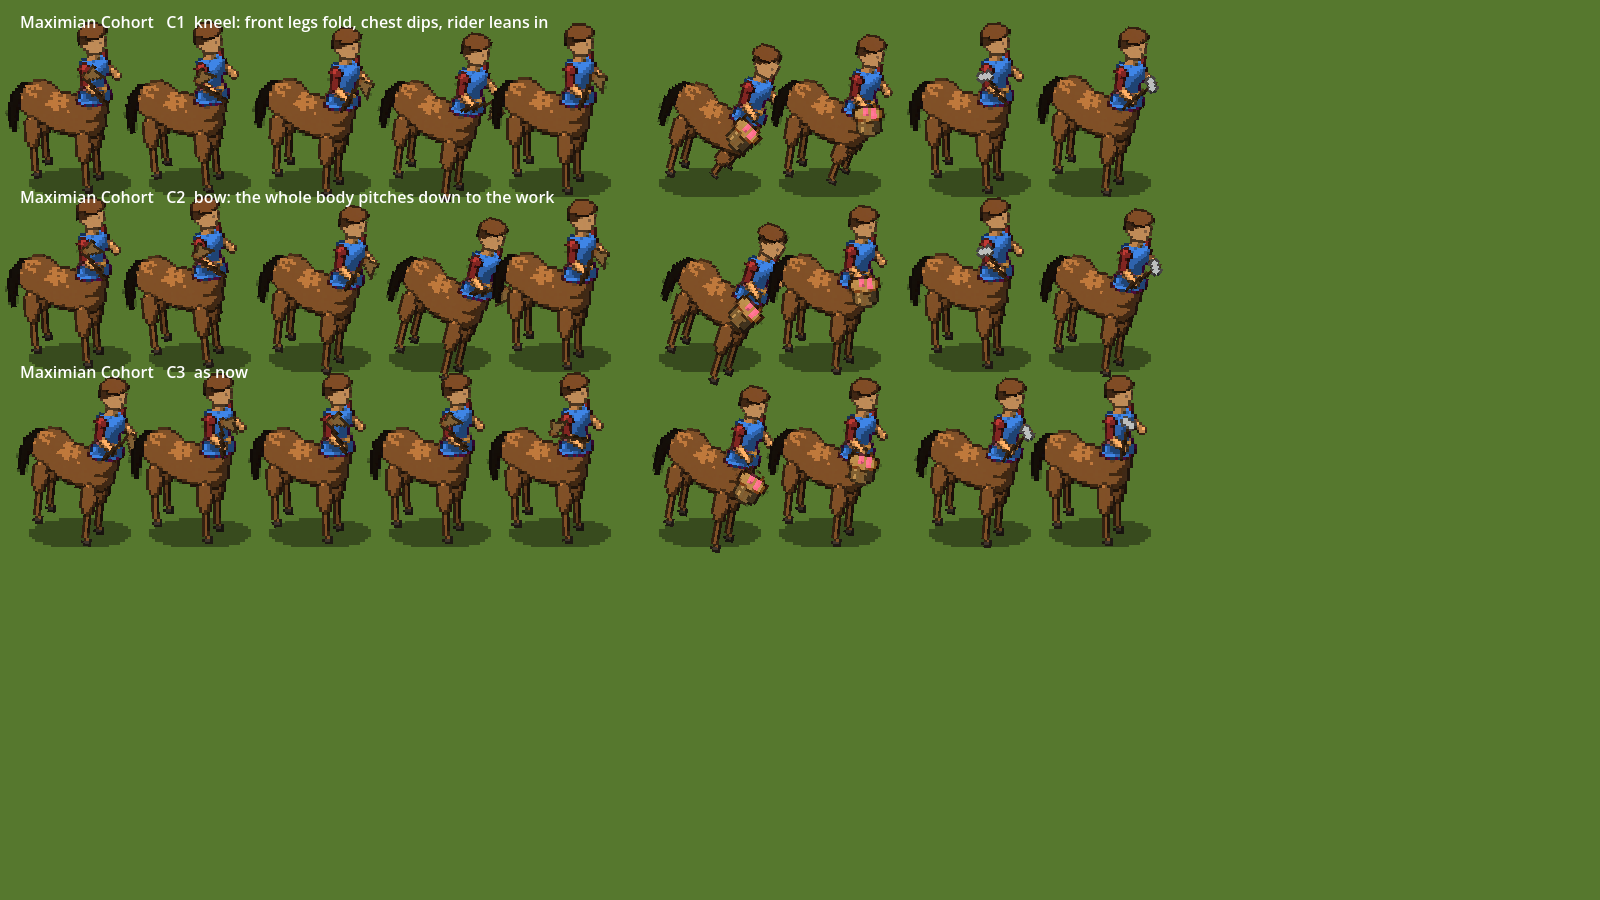 Maximian Cohort C1 kneel: front legs fold, chest dips, rider leans in
Maximian Cohort C2 bow: the whole body pitches down to the work
Maximian Cohort C3 as now